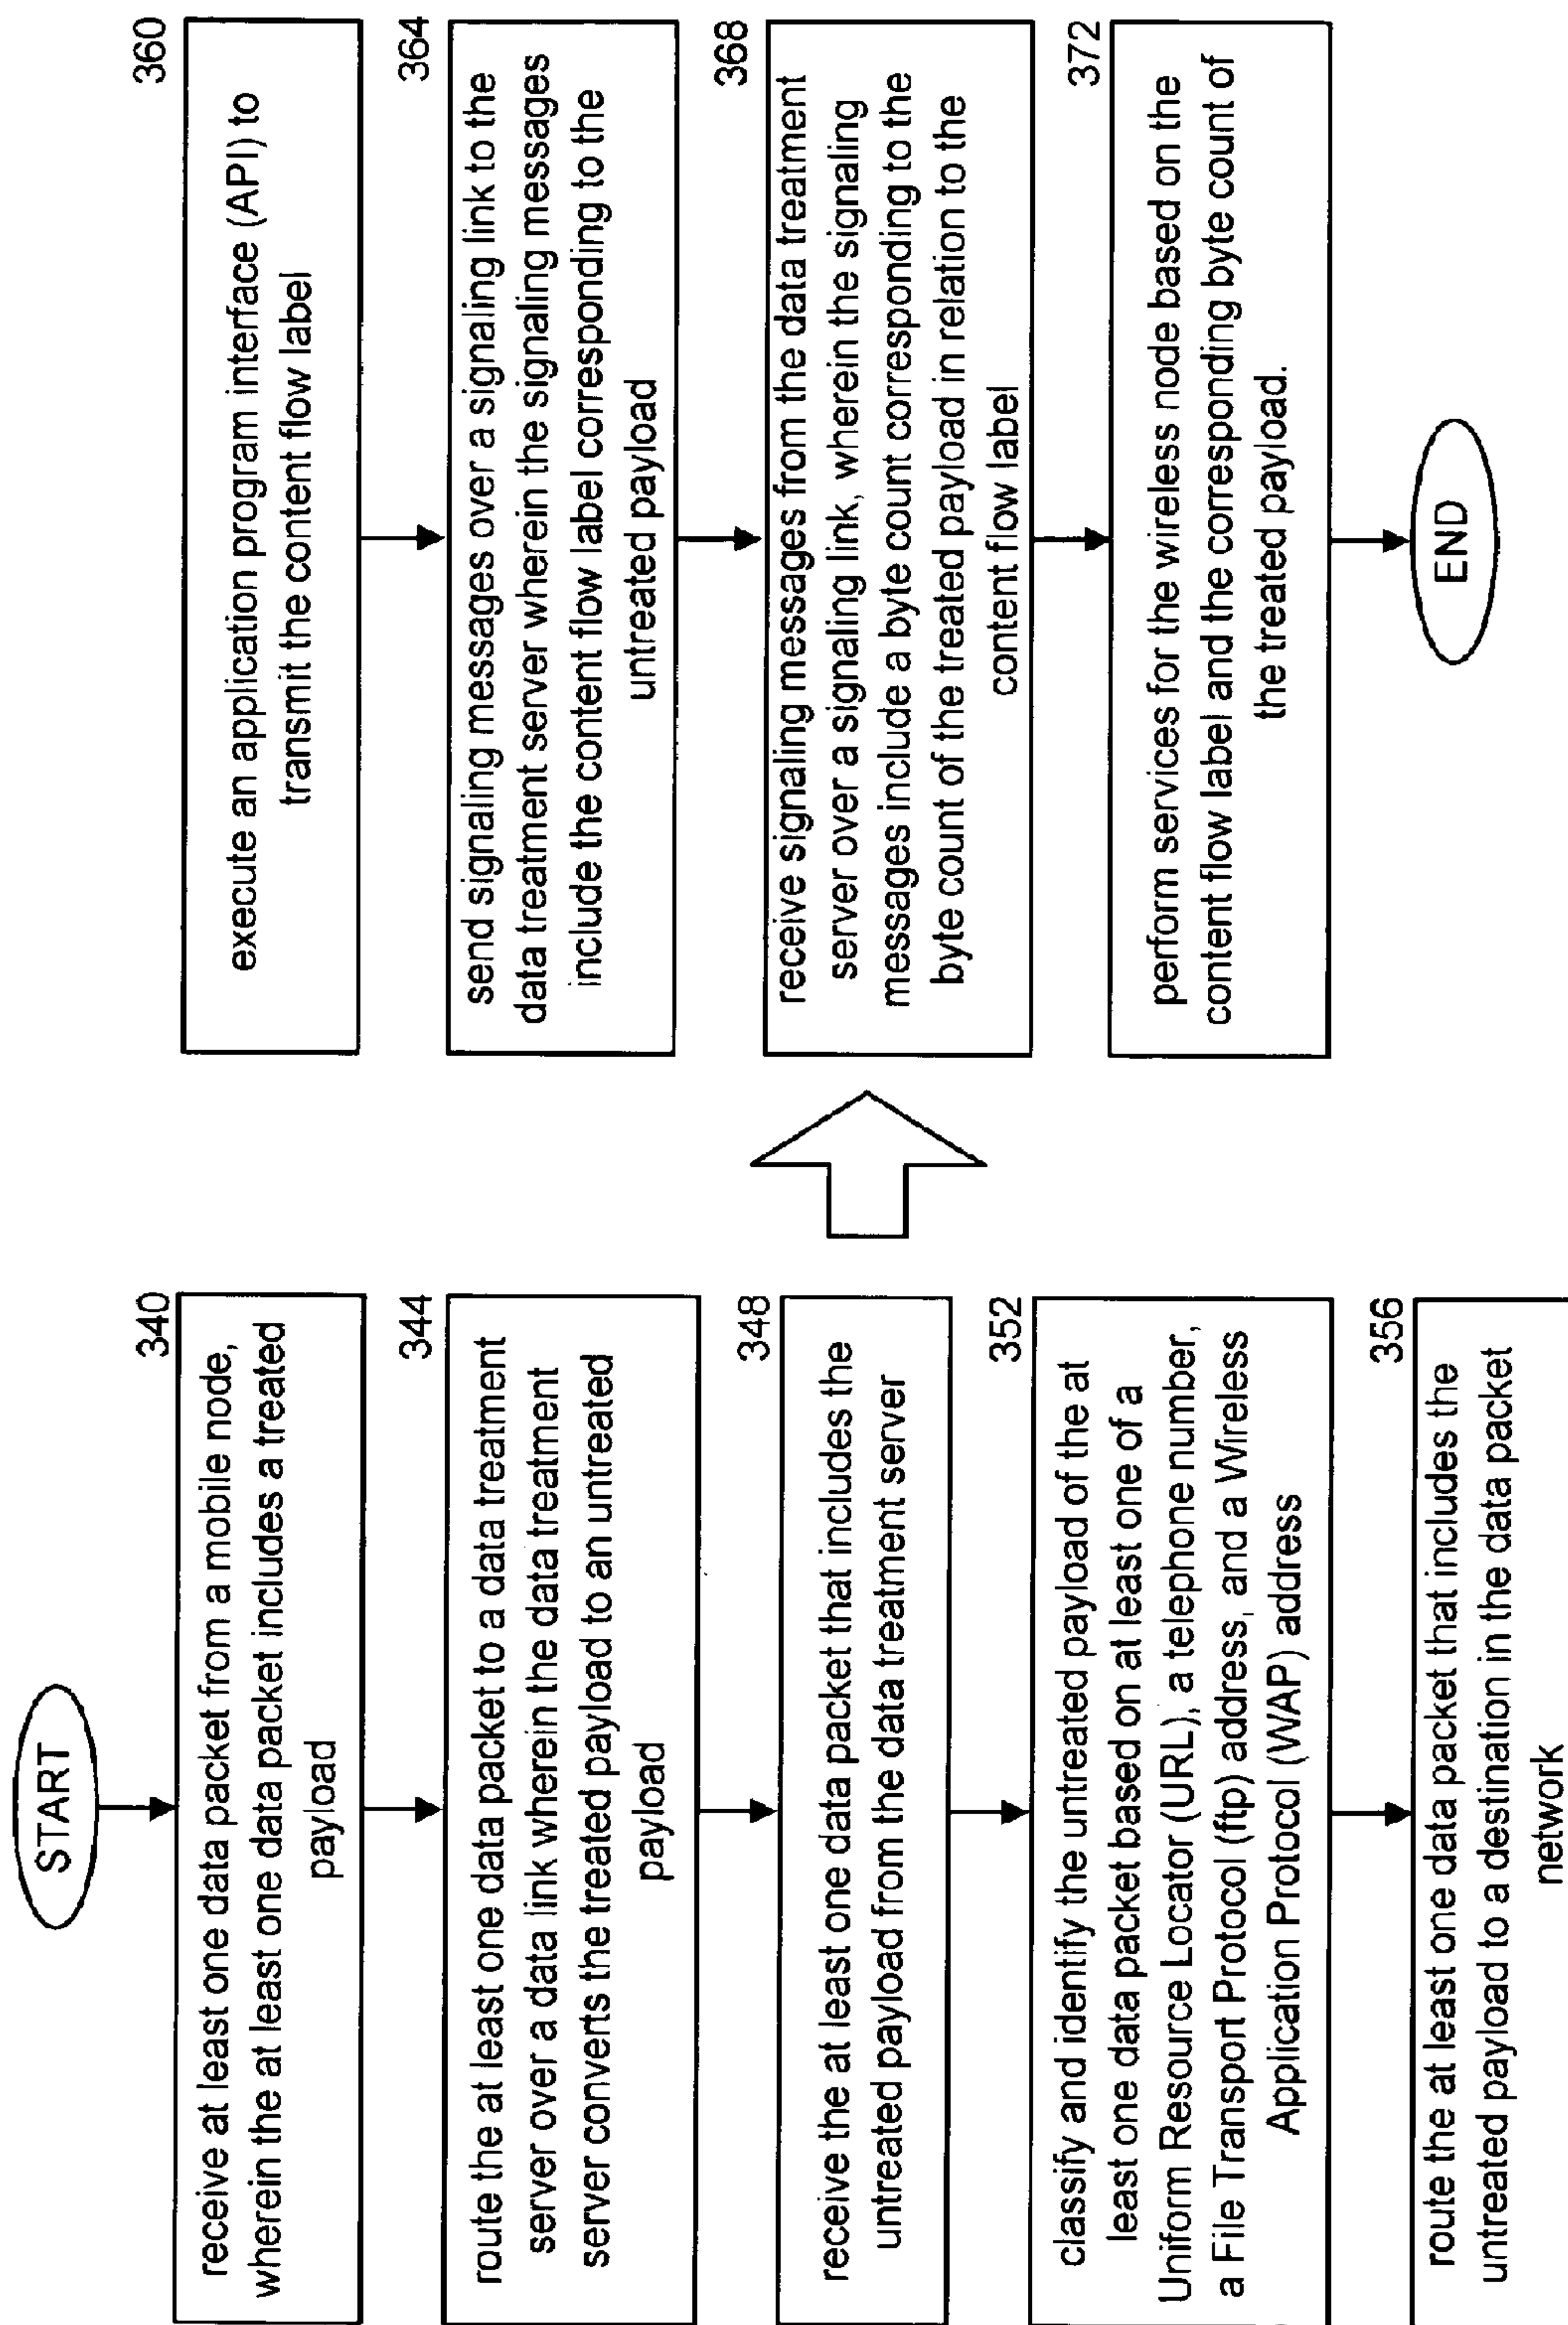 START
340
receive at least one data packet from a mobile node,
wherein the at least one data packet includes a treated
payload
344
route the at least one data packet to a data treatment
server over a data link wherein the data treatment
server converts the treated payload to an untreated
payload
348
receive the at least one data packet that includes the
untreated payload from the data treatment server
352
classify and identify the untreated payload of the at
least one data packet based on at least one of a
Uniform Resource Locator (URL), a telephone number,
a File Transport Protocol (ftp) address, and a Wireless
Application Protocol (WAP) address
356
route the at least one data packet that includes the
untreated payload to a destination in the data packet
network
360
execute an application program interface (API) to
transmit the content flow label
364
send signaling messages over a signaling link to the
data treatment server wherein the signaling messages
include the content flow label corresponding to the
untreated payload
368
receive signaling messages from the data treatment
server over a signaling link, wherein the signaling
messages include a byte count corresponding to the
byte count of the treated payload in relation to the
content flow label
372
perform services for the wireless node based on the
content flow label and the corresponding byte count of
the treated payload.
END